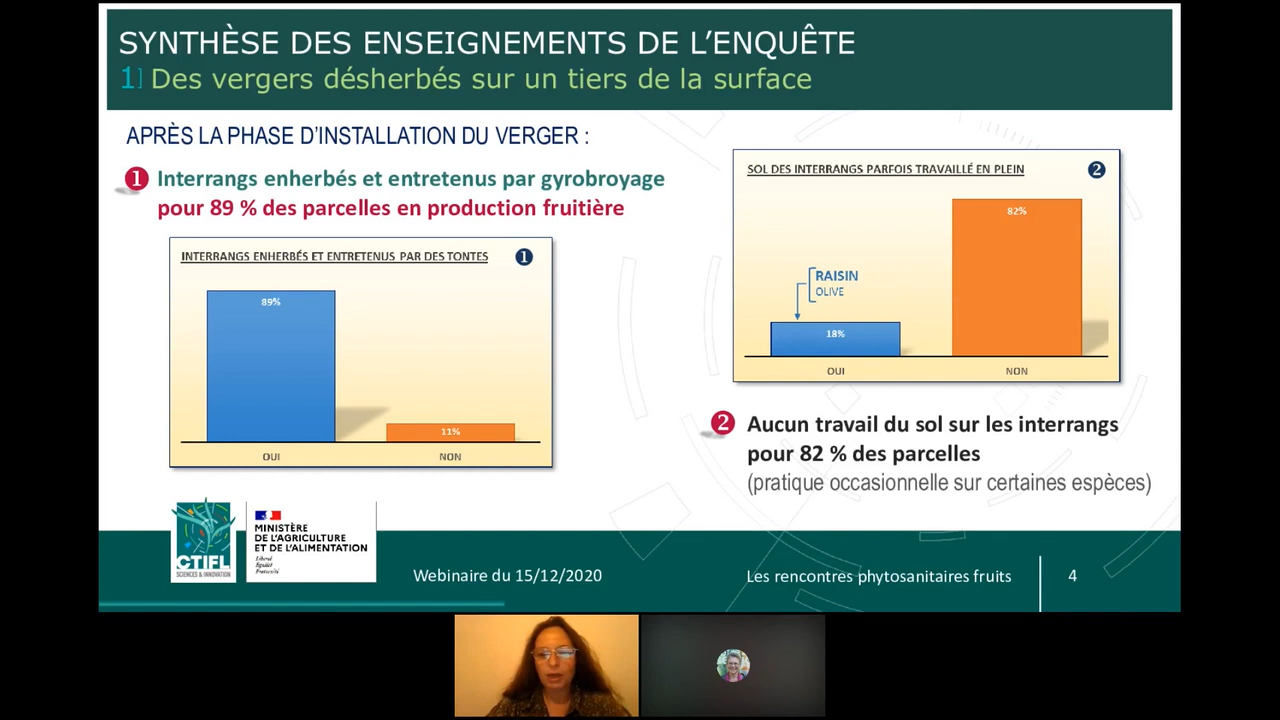 SYNTHÈSE DES ENSEIGNEMENTS DE L'ENQUÊTE
1] Des vergers désherbés sur un tiers de la surface
APRÈS LA PHASE D'INSTALLATION DU VERGER :
1 Interrangs enherbés et entretenus par gyrobroyage
pour 89 % des parcelles en production fruitière
INTERRANGS ENHERBÉS ET ENTRETENUS PAR DES TONTES 1
89%
11%
OUI
NON
SOL DES INTERRANGS PARFOIS TRAVAILLÉ EN PLEIN 2
82%
RAISIN
OLIVE
18%
OUI
NON
2 Aucun travail du sol sur les interrangs
pour 82 % des parcelles
(pratique occasionnelle sur certaines espèces)
CTIFL
SCIENCES & INNOVATION
MINISTÈRE
DE L'AGRICULTURE
ET DE L'ALIMENTATION
Liberté
Égalité
Fraternité
Webinaire du 15/12/2020
Les rencontres phytosanitaires fruits
4